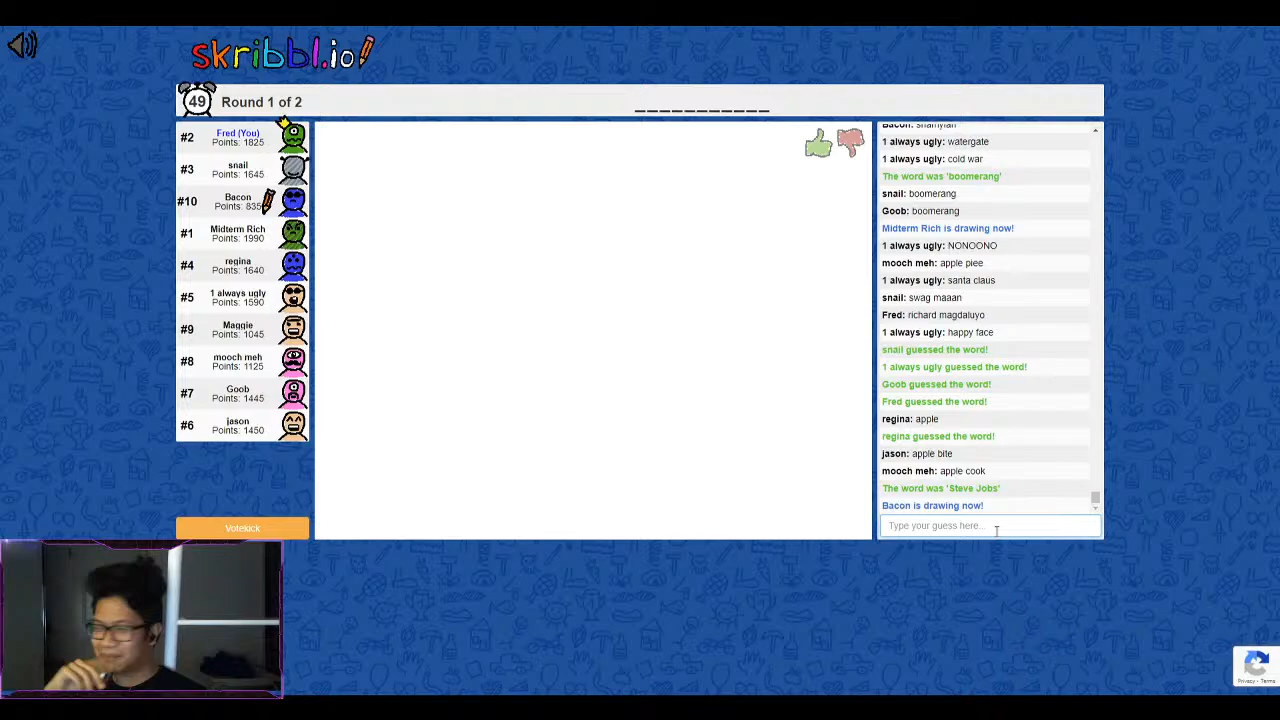 skribbl.io
49
Round 1 of 2
___________
#2 Fred (You)
Points: 1825
#3 snail
Points: 1645
#10 Bacon
Points: 835
#1 Midterm Rich
Points: 1990
#4 regina
Points: 1640
#5 1 always ugly
Points: 1590
#9 Maggie
Points: 1045
#8 mooch meh
Points: 1125
#7 Goob
Points: 1445
#6 jason
Points: 1450
Votekick
Bacon: shamylan
1 always ugly: watergate
1 always ugly: cold war
The word was 'boomerang'
snail: boomerang
Goob: boomerang
Midterm Rich is drawing now!
1 always ugly: NONOONO
mooch meh: apple piee
1 always ugly: santa claus
snail: swag maaan
Fred: richard magdaluyo
1 always ugly: happy face
snail guessed the word!
1 always ugly guessed the word!
Goob guessed the word!
Fred guessed the word!
regina: apple
regina guessed the word!
jason: apple bite
mooch meh: apple cook
The word was 'Steve Jobs'
Bacon is drawing now!
Type your guess here...
Privacy - Terms